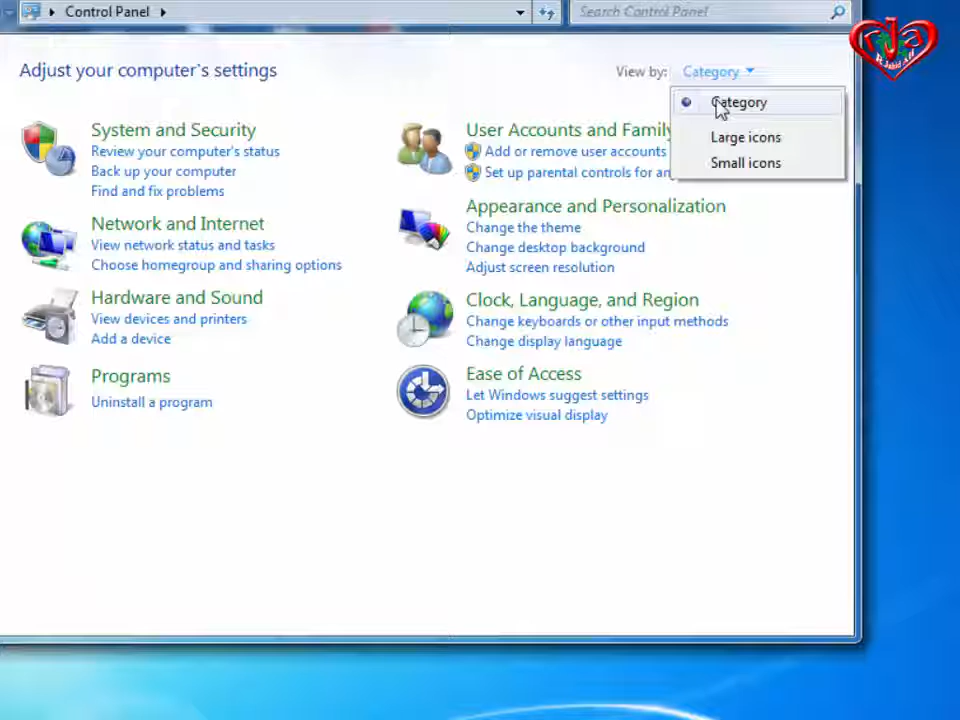 Control Panel
Search Control Panel
rja
Adjust your computer's settings
View by: Category
Category
Large icons
Small icons
System and Security
Review your computer's status
Back up your computer
Find and fix problems
Network and Internet
View network status and tasks
Choose homegroup and sharing options
Hardware and Sound
View devices and printers
Add a device
Programs
Uninstall a program
User Accounts and Family
Add or remove user accounts
Set up parental controls for an
Appearance and Personalization
Change the theme
Change desktop background
Adjust screen resolution
Clock, Language, and Region
Change keyboards or other input methods
Change display language
Ease of Access
Let Windows suggest settings
Optimize visual display